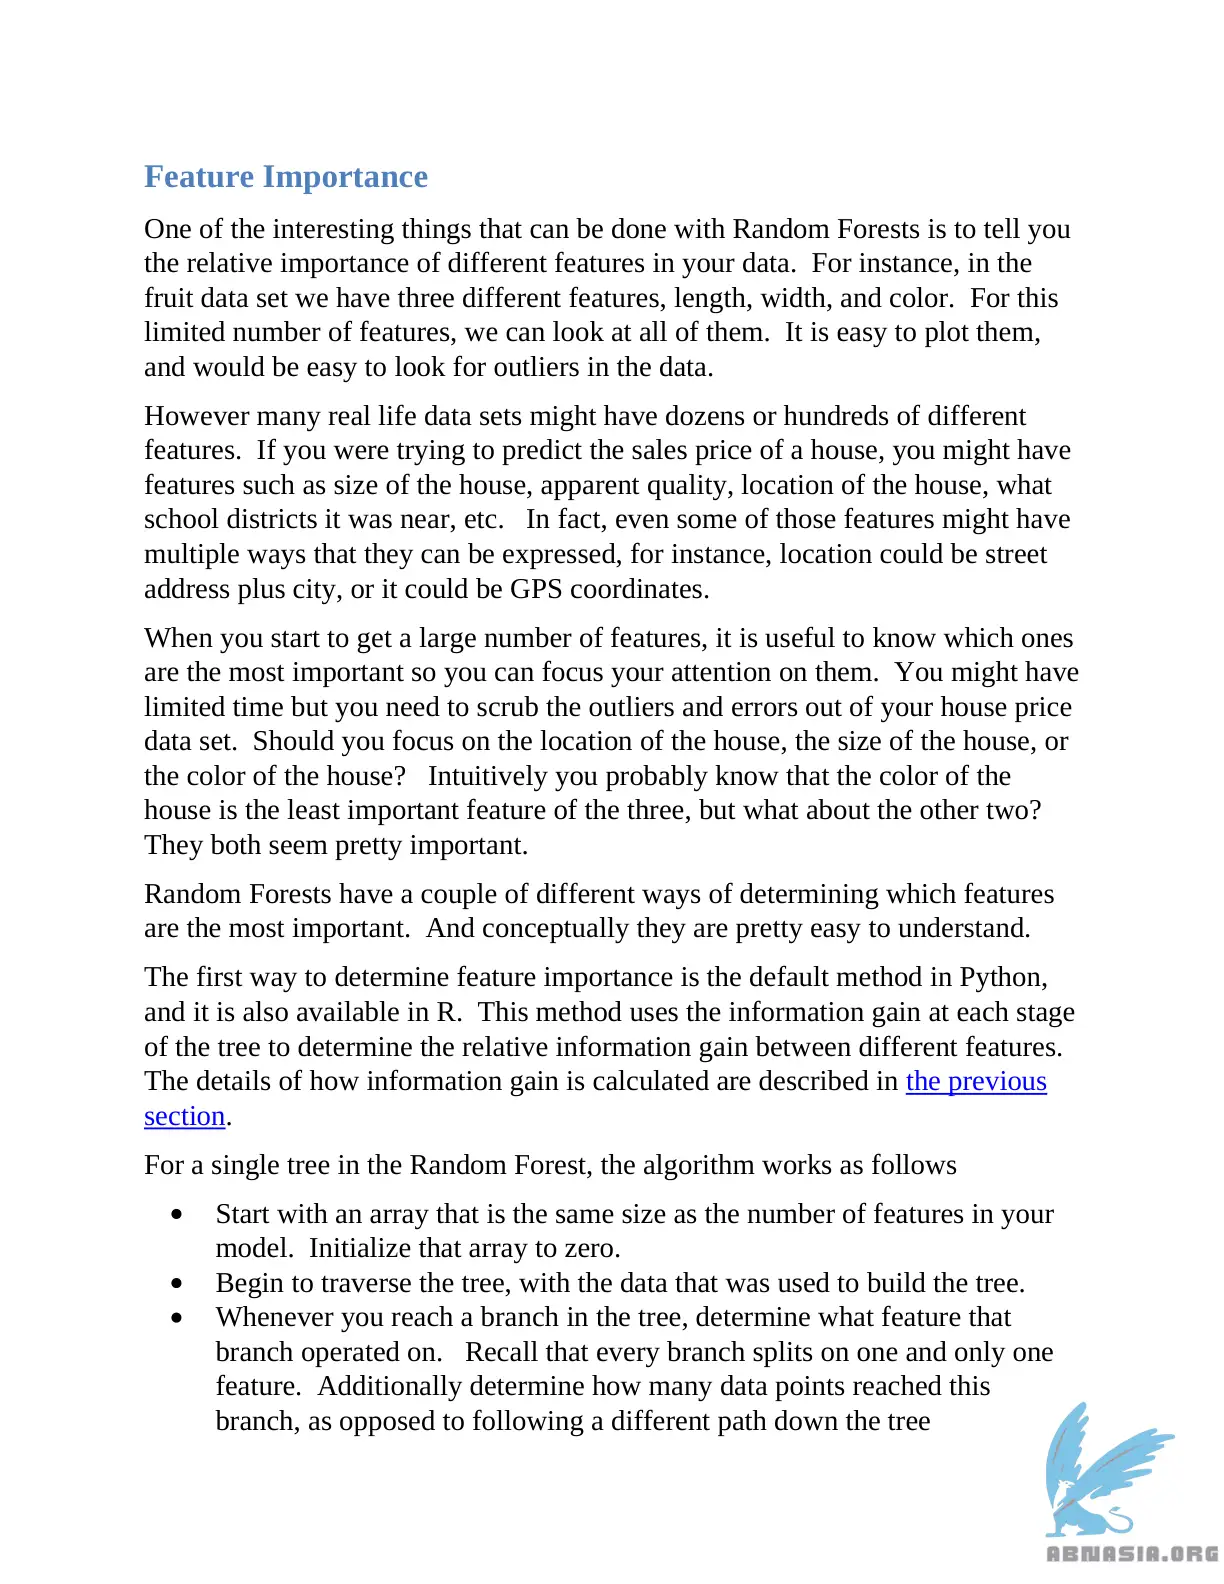 Feature Importance
One of the interesting things that can be done with Random Forests is to tell you
the relative importance of different features in your data.  For instance, in the
fruit data set we have three different features, length, width, and color.  For this
limited number of features, we can look at all of them.  It is easy to plot them,
and would be easy to look for outliers in the data.
However many real life data sets might have dozens or hundreds of different
features.  If you were trying to predict the sales price of a house, you might have
features such as size of the house, apparent quality, location of the house, what
school districts it was near, etc.   In fact, even some of those features might have
multiple ways that they can be expressed, for instance, location could be street
address plus city, or it could be GPS coordinates.
When you start to get a large number of features, it is useful to know which ones
are the most important so you can focus your attention on them.  You might have
limited time but you need to scrub the outliers and errors out of your house price
data set.  Should you focus on the location of the house, the size of the house, or
the color of the house?   Intuitively you probably know that the color of the
house is the least important feature of the three, but what about the other two?
They both seem pretty important.
Random Forests have a couple of different ways of determining which features
are the most important.  And conceptually they are pretty easy to understand.
The first way to determine feature importance is the default method in Python,
and it is also available in R.  This method uses the information gain at each stage
of the tree to determine the relative information gain between different features.
The details of how information gain is calculated are described in the previous
section.
For a single tree in the Random Forest, the algorithm works as follows
• Start with an array that is the same size as the number of features in your
model.  Initialize that array to zero.
• Begin to traverse the tree, with the data that was used to build the tree.
• Whenever you reach a branch in the tree, determine what feature that
branch operated on.   Recall that every branch splits on one and only one
feature.  Additionally determine how many data points reached this
branch, as opposed to following a different path down the tree
ABNASIA.ORG